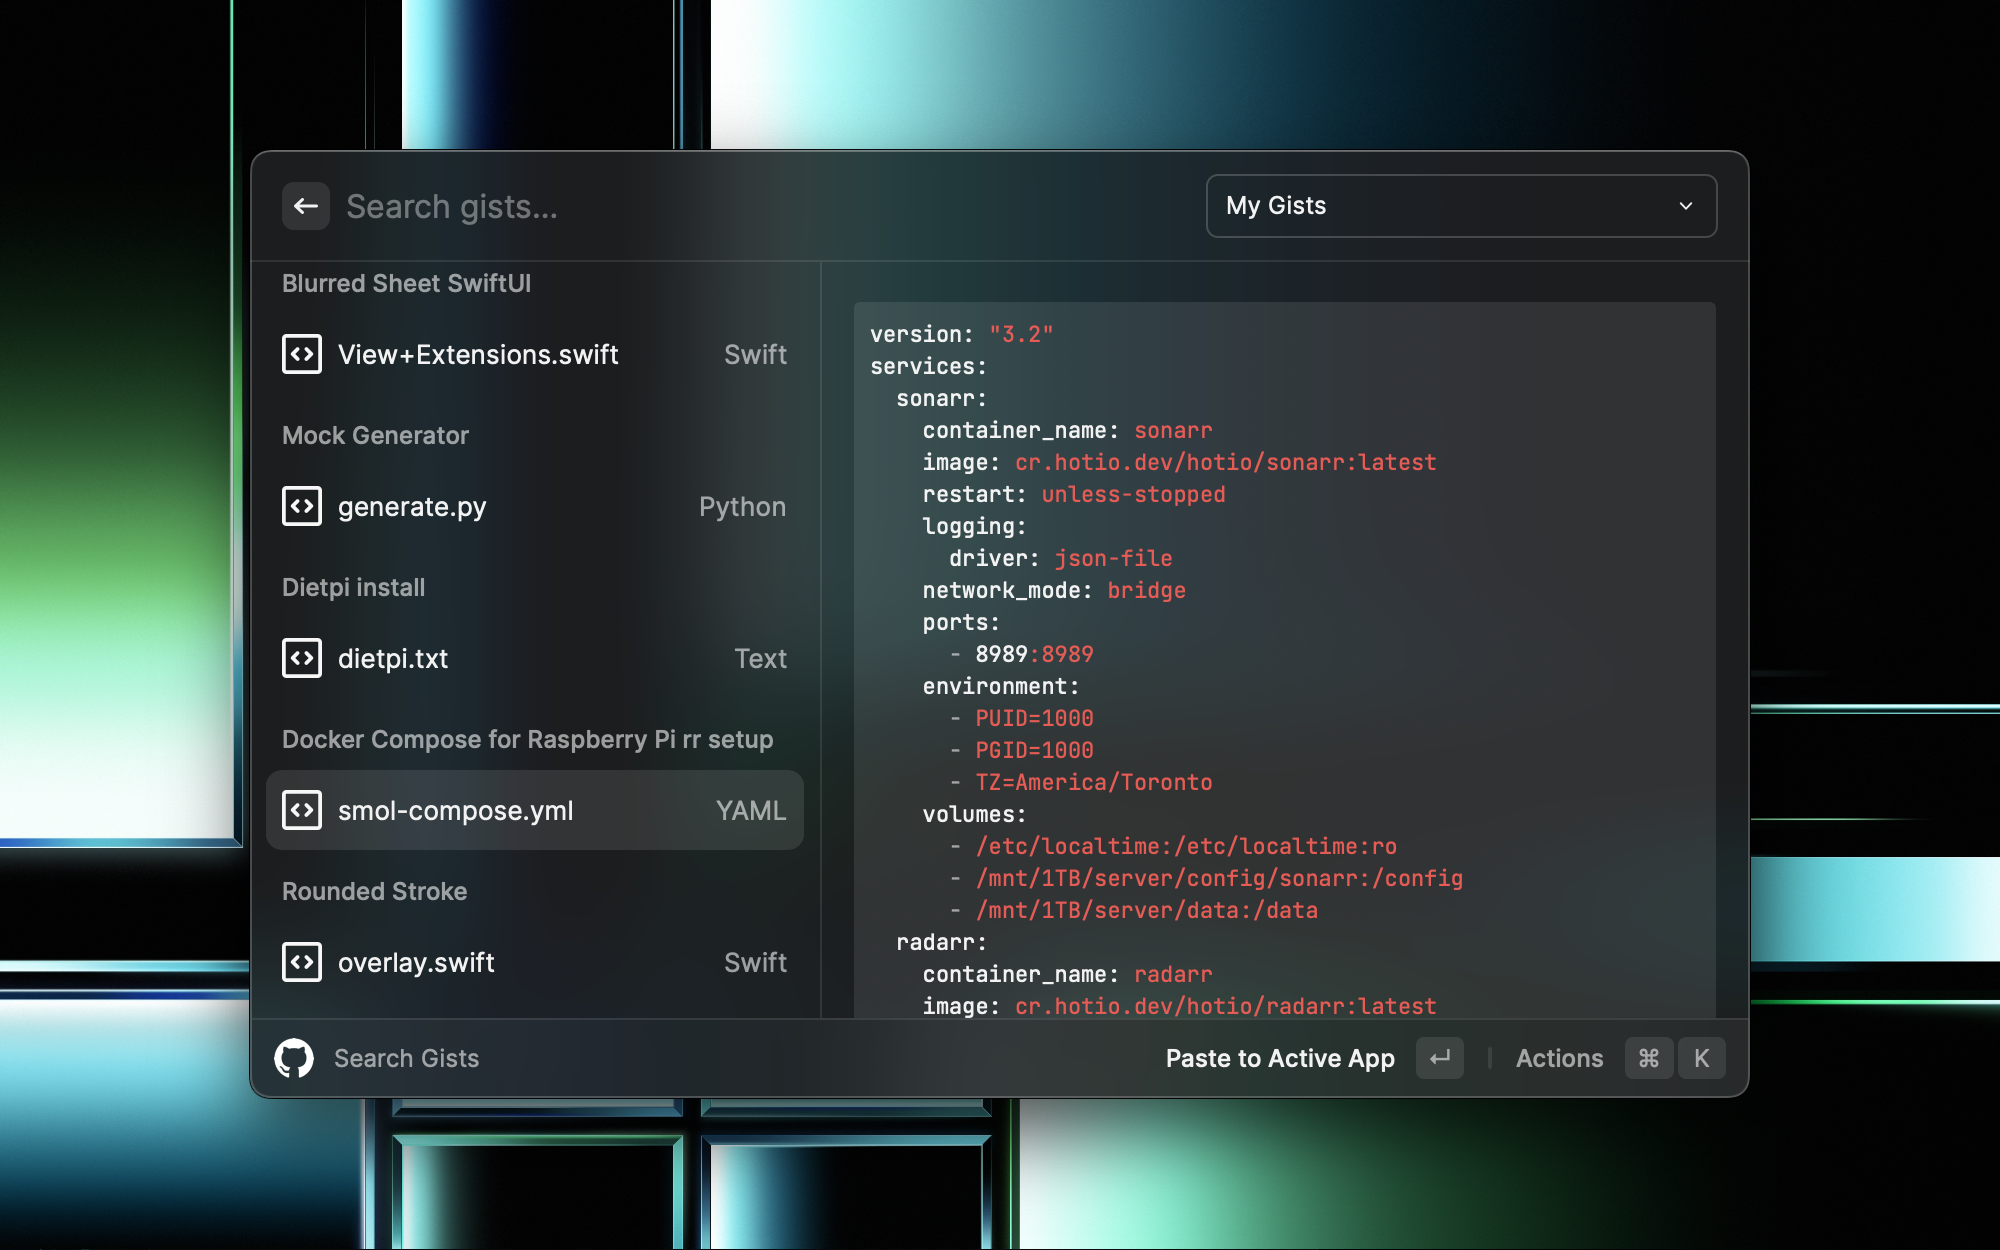 Search gists...
My Gists
Blurred Sheet SwiftUI
View+Extensions.swift Swift
Mock Generator
generate.py Python
Dietpi install
dietpi.txt Text
Docker Compose for Raspberry Pi rr setup
smol-compose.yml YAML
Rounded Stroke
overlay.swift Swift
version: "3.2"
services:
  sonarr:
    container_name: sonarr
    image: cr.hotio.dev/hotio/sonarr:latest
    restart: unless-stopped
    logging:
      driver: json-file
    network_mode: bridge
    ports:
      - 8989:8989
    environment:
      - PUID=1000
      - PGID=1000
      - TZ=America/Toronto
    volumes:
      - /etc/localtime:/etc/localtime:ro
      - /mnt/1TB/server/config/sonarr:/config
      - /mnt/1TB/server/data:/data
  radarr:
    container_name: radarr
    image: cr.hotio.dev/hotio/radarr:latest
Search Gists
Paste to Active App ↵ Actions ⌘ K